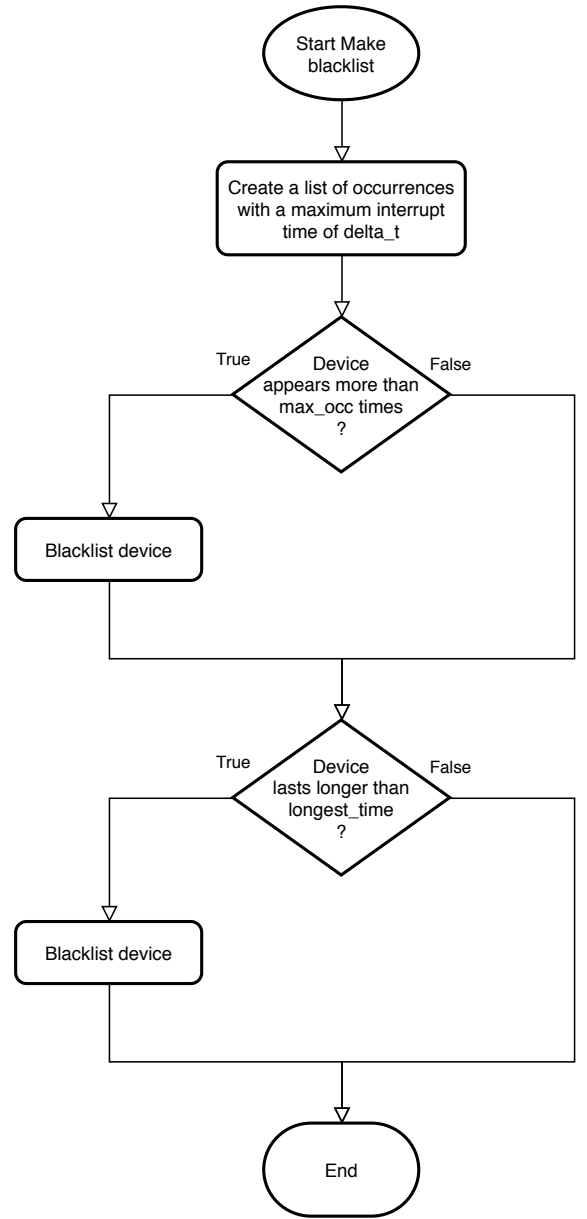 Start Make
blacklist
Create a list of occurrences
with a maximum interrupt
time of delta_t
True
Device
False
appears more than
max_occ times
?
Blacklist device
True
Device
False
lasts longer than
longest_time
?
Blacklist device
End